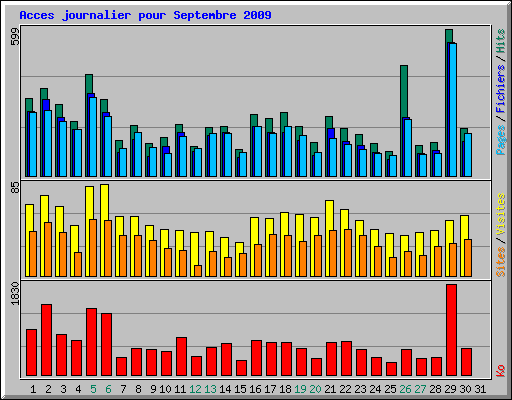 Acces journalier pour Septembre 2009
599
Pages / Fichiers / Hits
85
Sites / Visites
1830
Ko
1 2 3 4 5 6 7 8 9 10 11 12 13 14 15 16 17 18 19 20 21 22 23 24 25 26 27 28 29 30 31